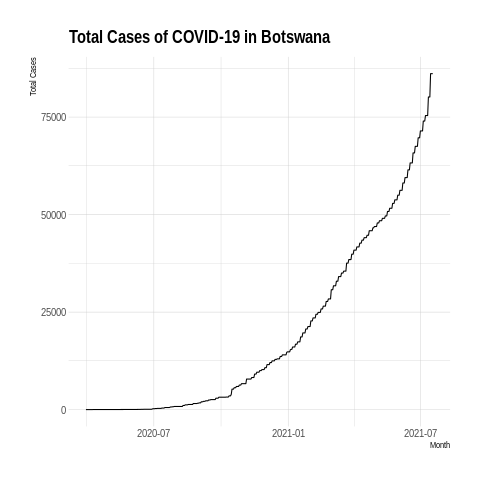 Total Cases of COVID-19 in Botswana
Total Cases
75000
50000
25000
0
2020-07
2021-01
2021-07
Month